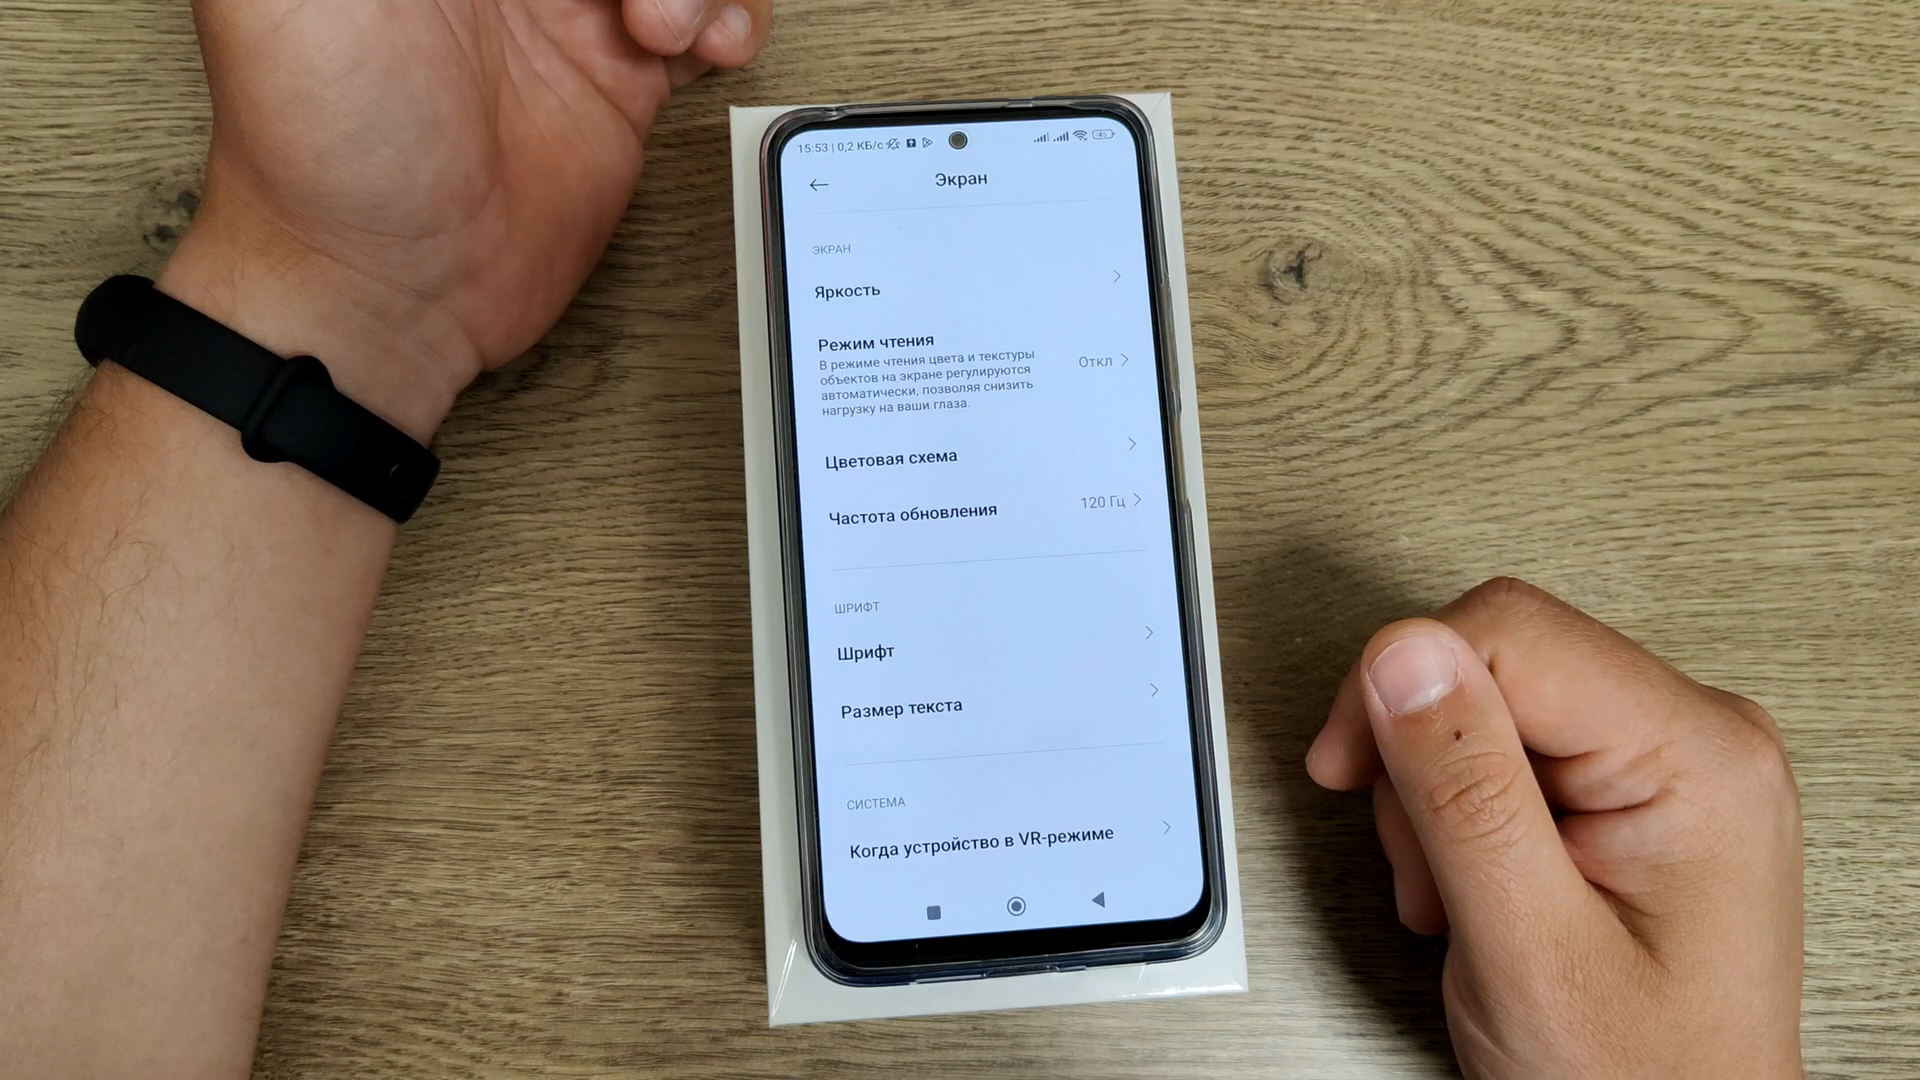 15:53 | 0,2 КБ/с
45
Экран
ЭКРАН
Яркость
Режим чтения
В режиме чтения цвета и текстуры
объектов на экране регулируются
автоматически, позволяя снизить
нагрузку на ваши глаза.
Откл
Цветовая схема
Частота обновления
120 Гц
ШРИФТ
Шрифт
Размер текста
СИСТЕМА
Когда устройство в VR-режиме